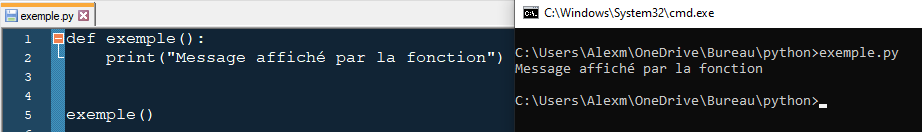 exemple.py
1 def exemple():
2 print("Message affiché par la fonction")
3
4
5 exemple()
C:\Windows\System32\cmd.exe
C:\Users\Alexm\OneDrive\Bureau\python>exemple.py
Message affiché par la fonction
C:\Users\Alexm\OneDrive\Bureau\python>